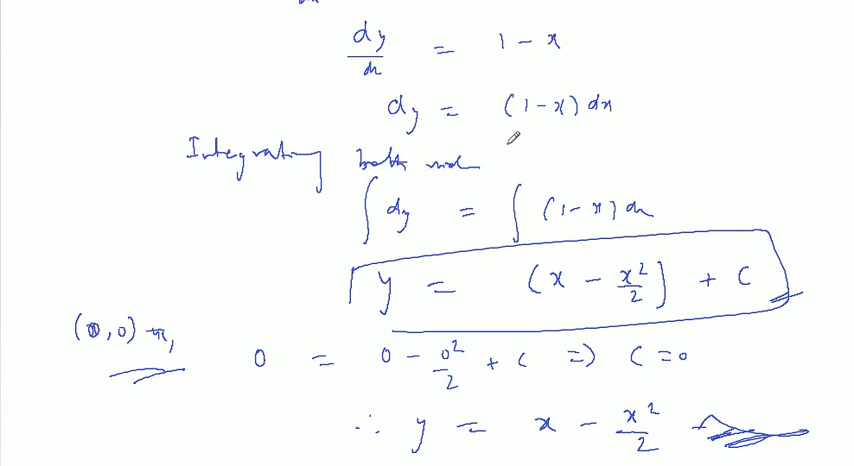 dy/dx = 1 - x
dy = (1-x) dx
Integrating both sides
∫ dy = ∫ (1-x) dx
y = (x - x²/2) + C
(0,0)
0 = 0 - 0²/2 + C => C = 0
∴ y = x - x²/2